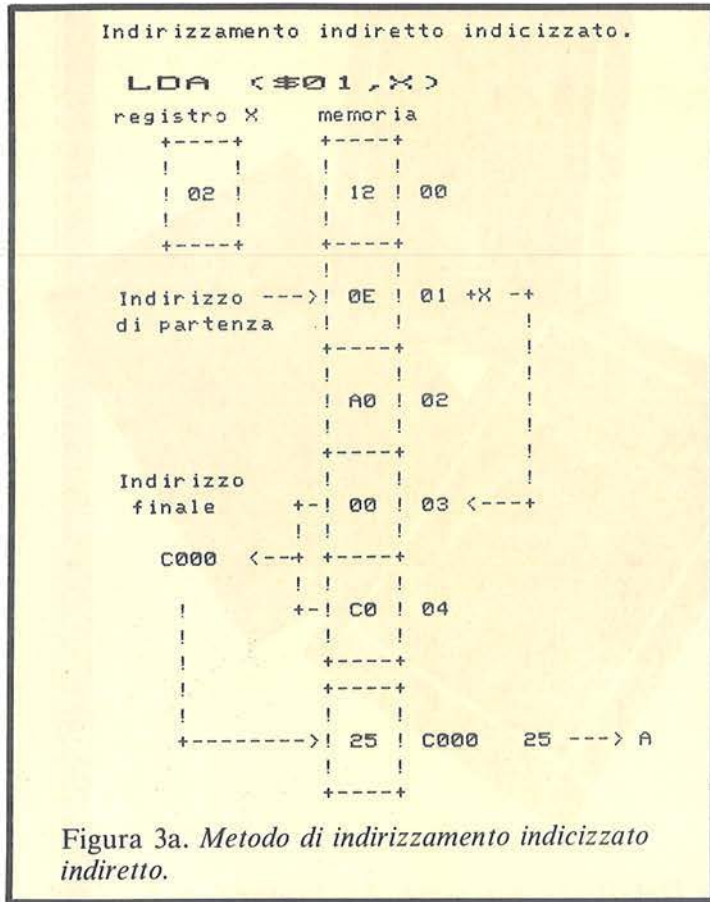 Indirizzamento indiretto indicizzato.
LDA ($01,X)
registro X memoria
+----+ +----+
! ! ! !
! 02 ! ! 12 ! 00
! ! ! !
+----+ +----+
! !
Indirizzo --->! 0E ! 01 +X -+
di partenza ! ! !
+----+ !
! ! !
! A0 ! 02 !
! ! !
+----+ !
Indirizzo ! ! !
finale +-! 00 ! 03 <---+
! ! !
C000 <---+ +----+
! ! !
! +-! C0 ! 04
! ! !
! +----+
! +----+
! ! !
+-------->! 25 ! C000 25 ---> A
! !
+----+
Figura 3a. Metodo di indirizzamento indicizzato
indiretto.